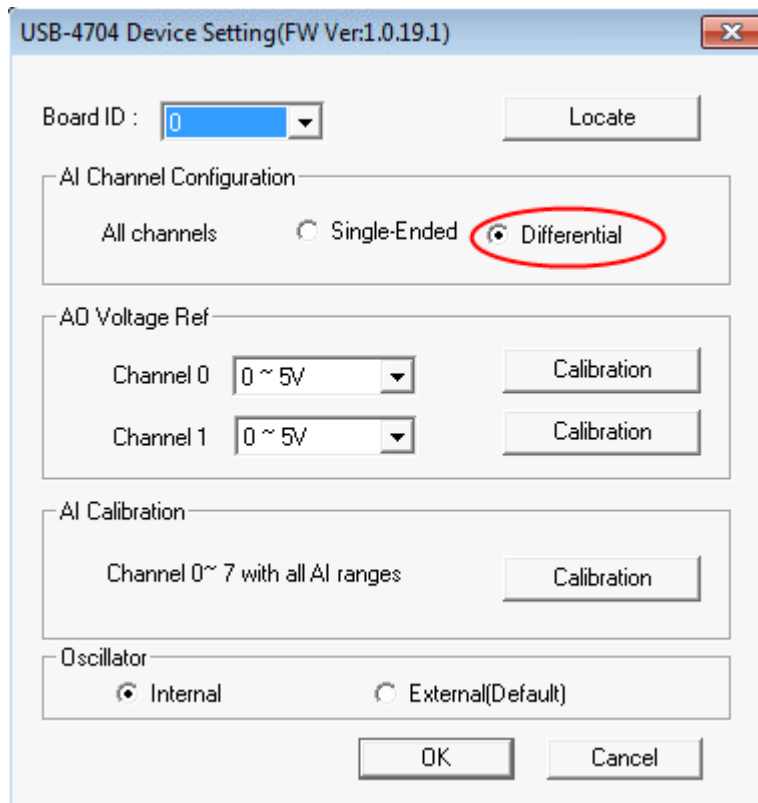 USB-4704 Device Setting(FW Ver:1.0.19.1)
Board ID : 0 Locate
AI Channel Configuration
All channels Single-Ended Differential
AO Voltage Ref
Channel 0 0 ~ 5V Calibration
Channel 1 0 ~ 5V Calibration
AI Calibration
Channel 0~ 7 with all AI ranges Calibration
Oscillator
Internal External(Default)
OK Cancel